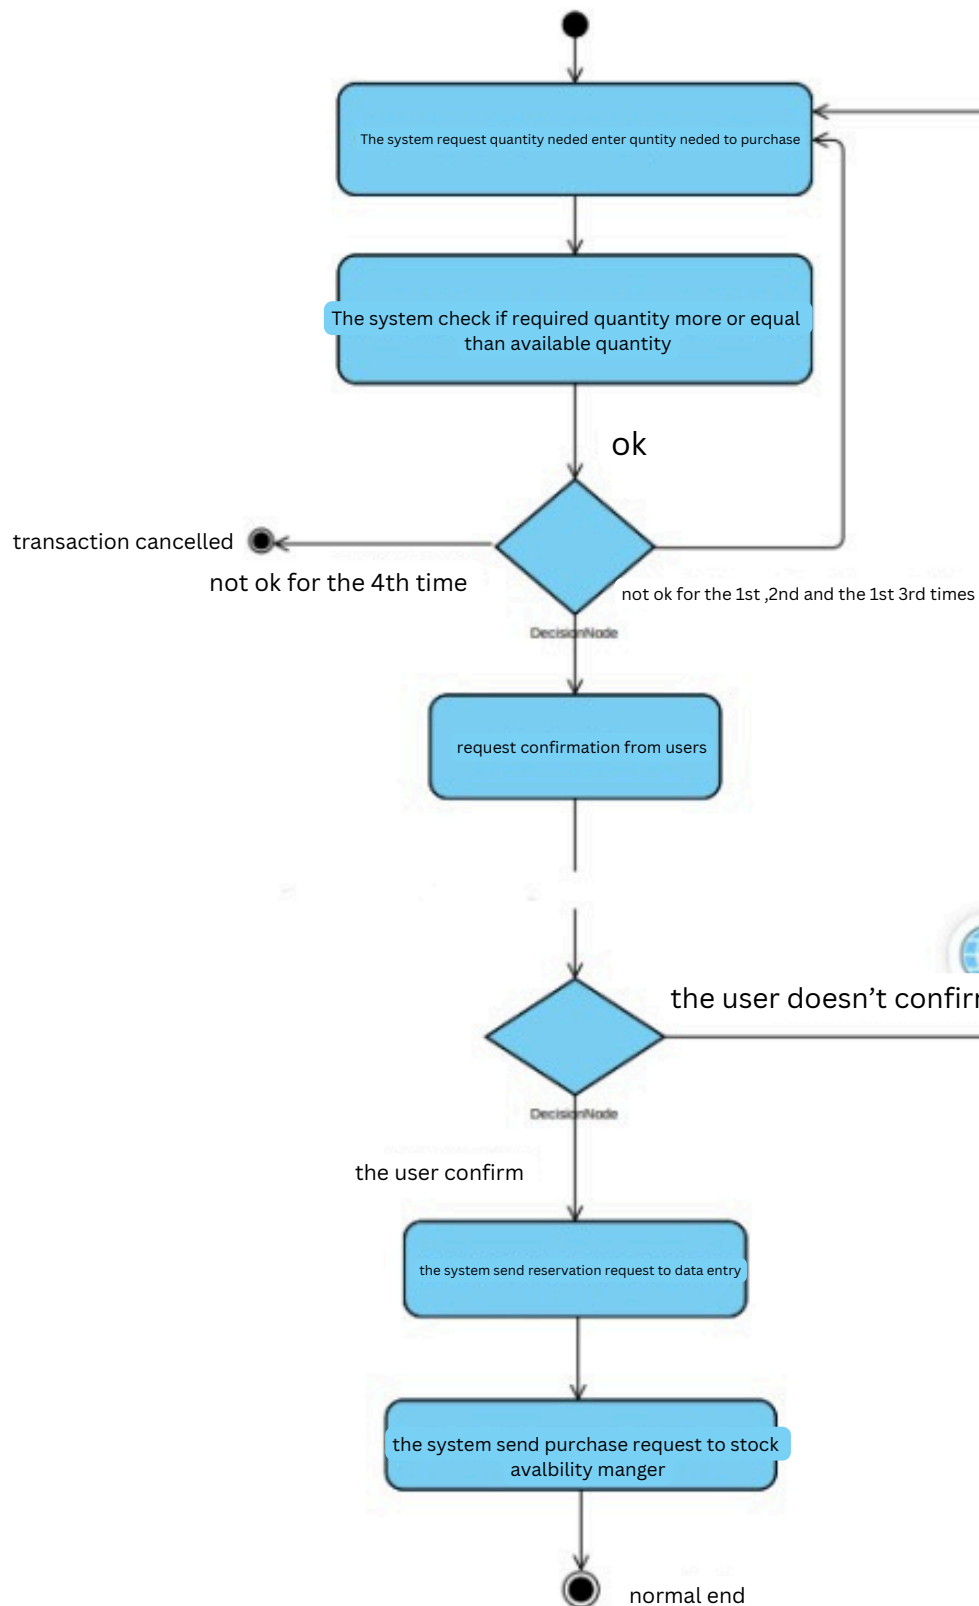 The system request quantity neded enter quntity neded to purchase
The system check if required quantity more or equal
than available quantity
ok
transaction cancelled
not ok for the 4th time
not ok for the 1st ,2nd and the 1st 3rd times
DecisionNode
request confirmation from users
the user doesn’t confirm
DecisionNode
the user confirm
the system send reservation request to data entry
the system send purchase request to stock
avalbility manger
normal end